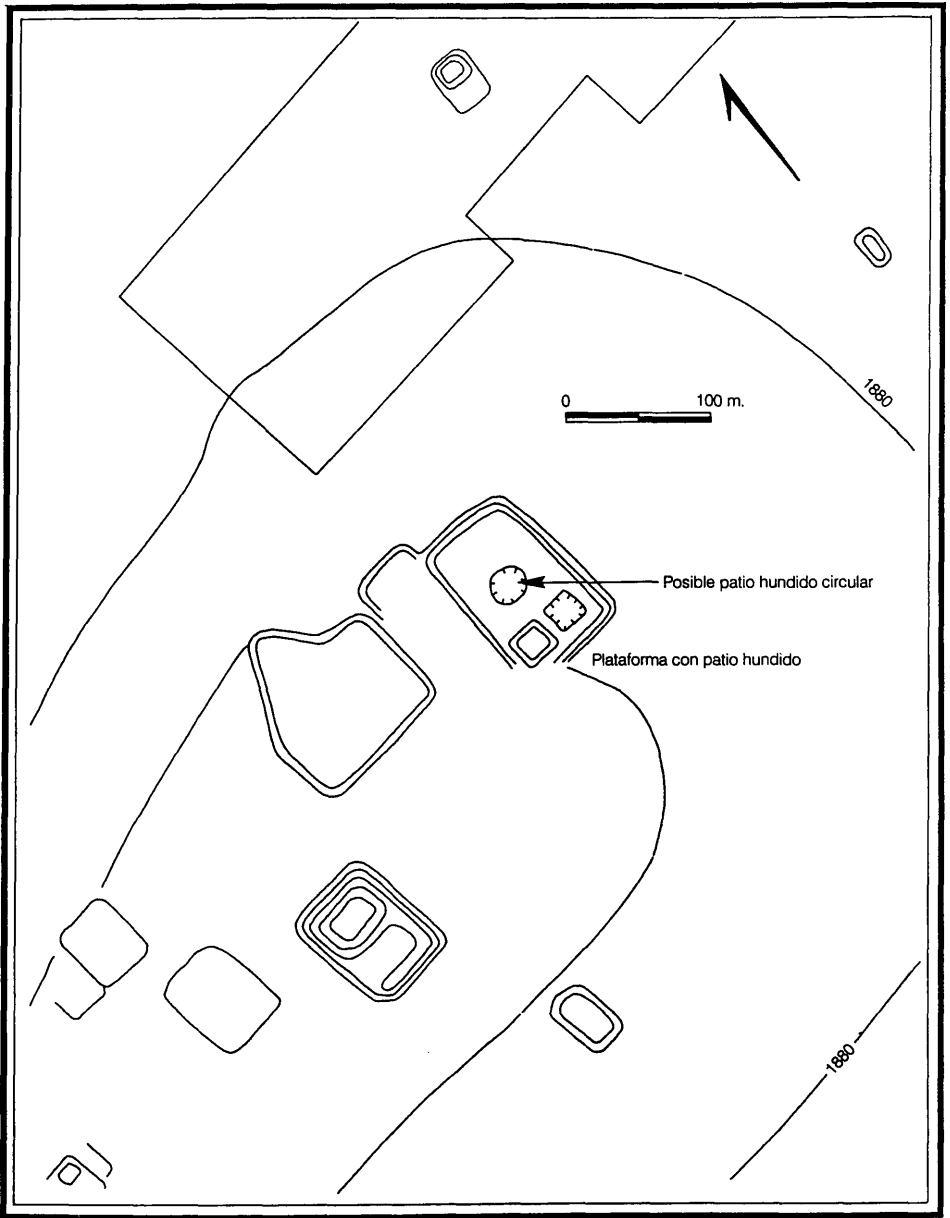 1880
0 100 m.
Posible patio hundido circular
Plataforma con patio hundido
1880